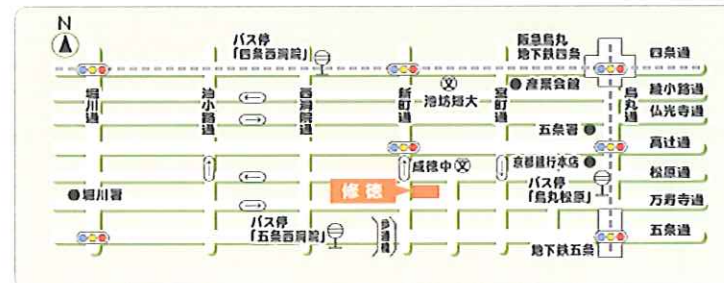 N
バス停
「四条西洞院」
阪急烏丸
地下鉄四条
四条通
綾小路通
仏光寺通
高辻通
松原通
万寿寺通
五条通
堀川通
油小路通
西洞院通
新町通
室町通
烏丸通
池坊短大
産業会館
五条署
成徳中
京都銀行本店
バス停
「烏丸松原」
修徳
堀川署
バス停
「五条西洞院」
歩道橋
地下鉄五条